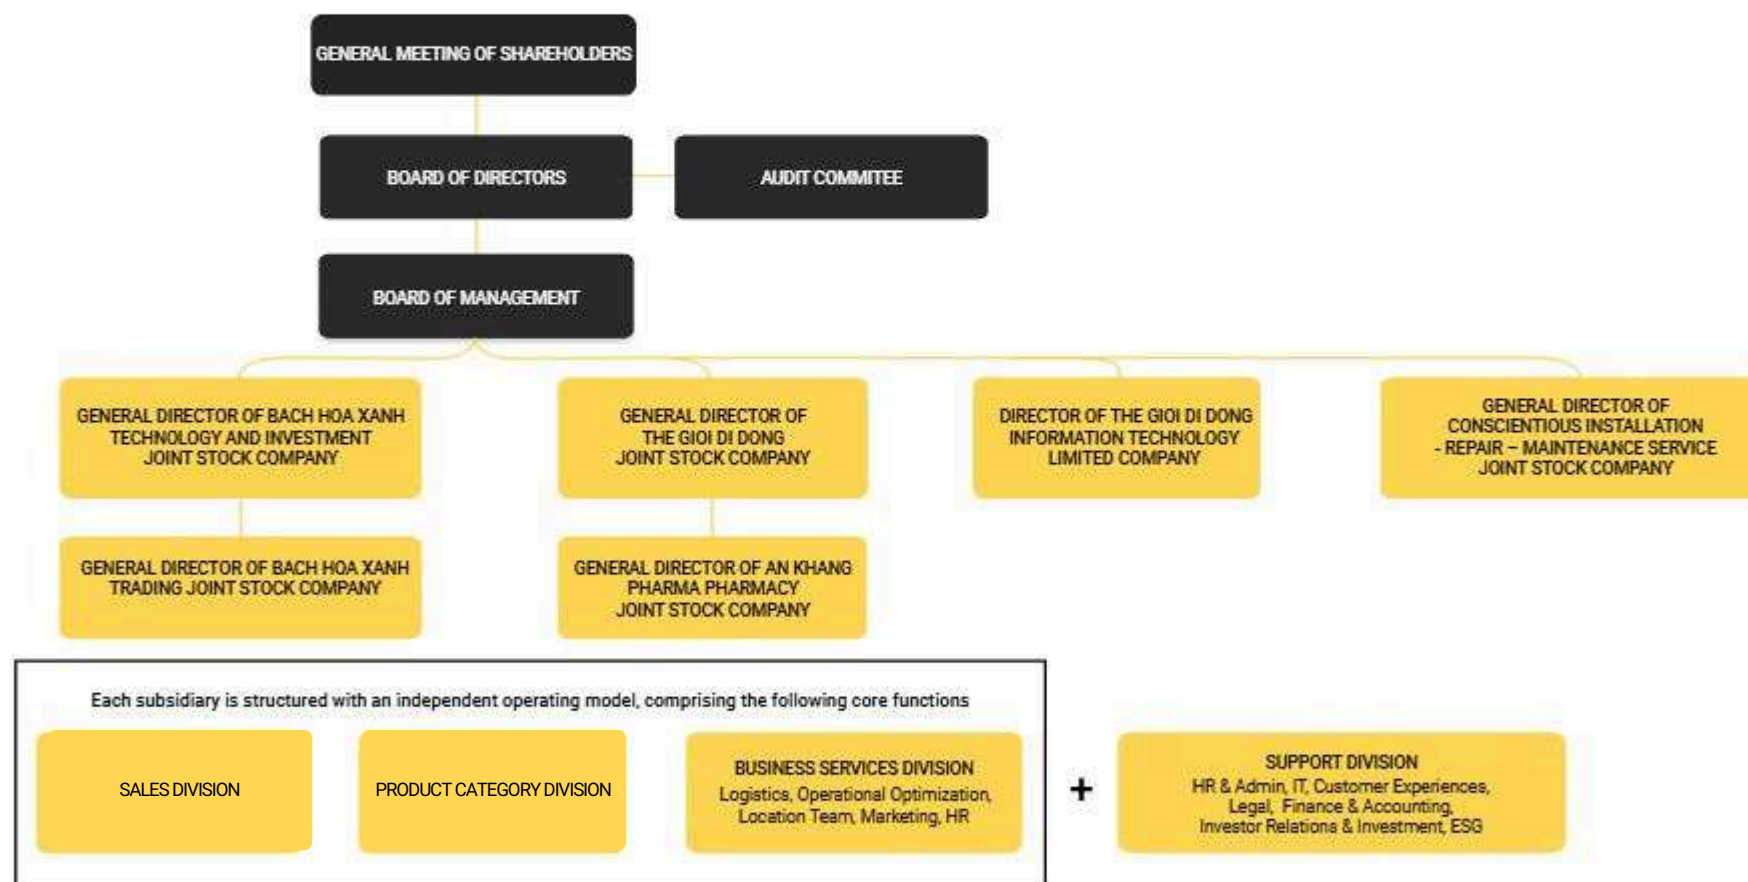 GENERAL MEETING OF SHAREHOLDERS
BOARD OF DIRECTORS
AUDIT COMMITEE
BOARD OF MANAGEMENT
GENERAL DIRECTOR OF BACH HOA XANH
TECHNOLOGY AND INVESTMENT
JOINT STOCK COMPANY
GENERAL DIRECTOR OF
THE GIOI DI DONG
JOINT STOCK COMPANY
DIRECTOR OF THE GIOI DI DONG
INFORMATION TECHNOLOGY
LIMITED COMPANY
GENERAL DIRECTOR OF
CONSCIENTIOUS INSTALLATION
- REPAIR – MAINTENANCE SERVICE
JOINT STOCK COMPANY
GENERAL DIRECTOR OF BACH HOA XANH
TRADING JOINT STOCK COMPANY
GENERAL DIRECTOR OF AN KHANG
PHARMA PHARMACY
JOINT STOCK COMPANY
Each subsidiary is structured with an independent operating model, comprising the following core functions
SALES DIVISION
PRODUCT CATEGORY DIVISION
BUSINESS SERVICES DIVISION
Logistics, Operational Optimization,
Location Team, Marketing, HR
+
SUPPORT DIVISION
HR & Admin, IT, Customer Experiences,
Legal, Finance & Accounting,
Investor Relations & Investment, ESG